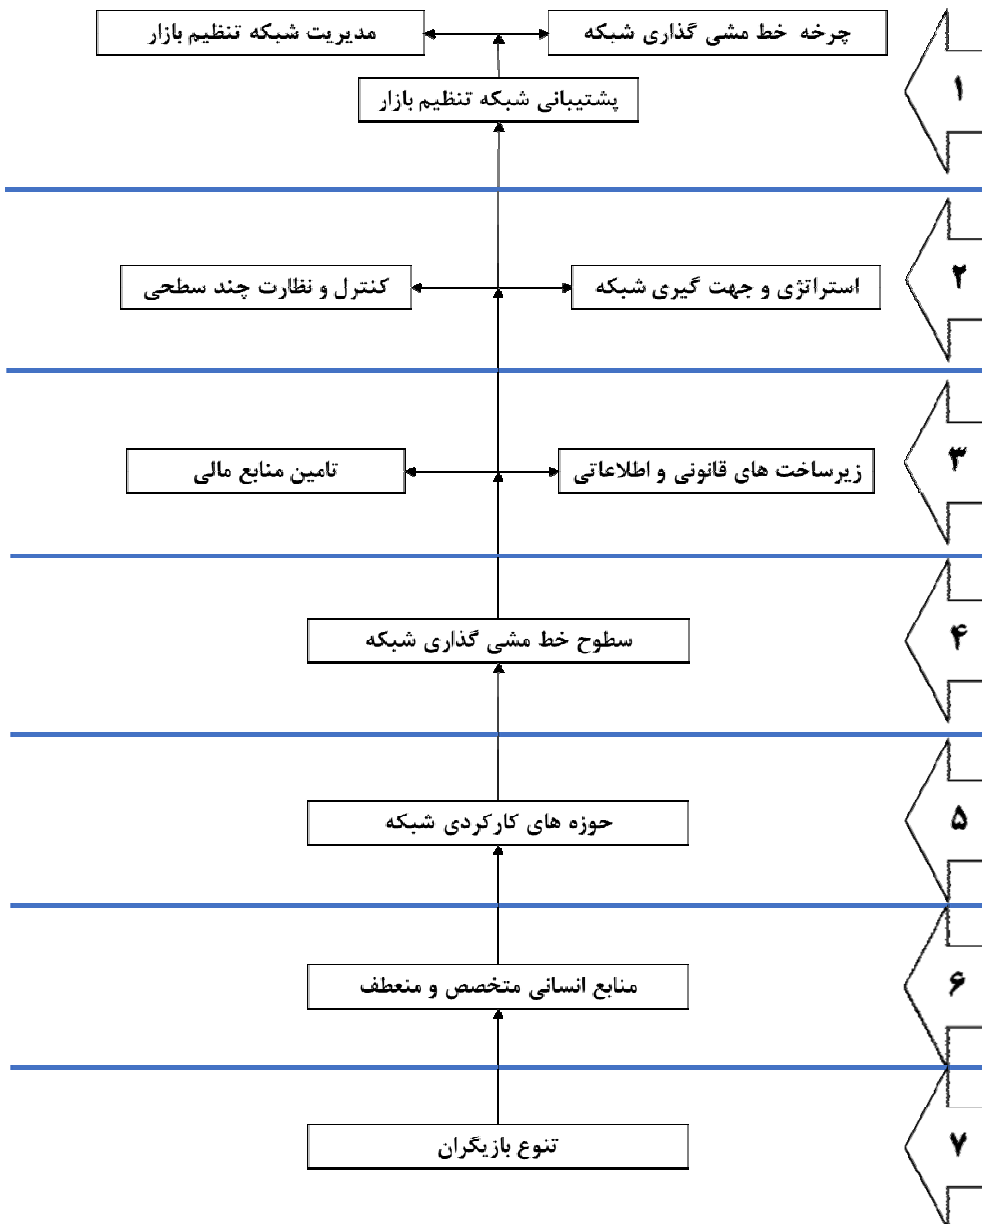 چرخه خط مشی گذاری شبکه
مدیریت شبکه تنظیم بازار
۱
پشتیبانی شبکه تنظیم بازار
۲
استراتژی و جهت گیری شبکه
کنترل و نظارت چند سطحی
۳
زیرساخت های قانونی و اطلاعاتی
تامین منابع مالی
۴
سطوح خط مشی گذاری شبکه
۵
حوزه های کارکردی شبکه
۶
منابع انسانی متخصص و منعطف
۷
تنوع بازیگران